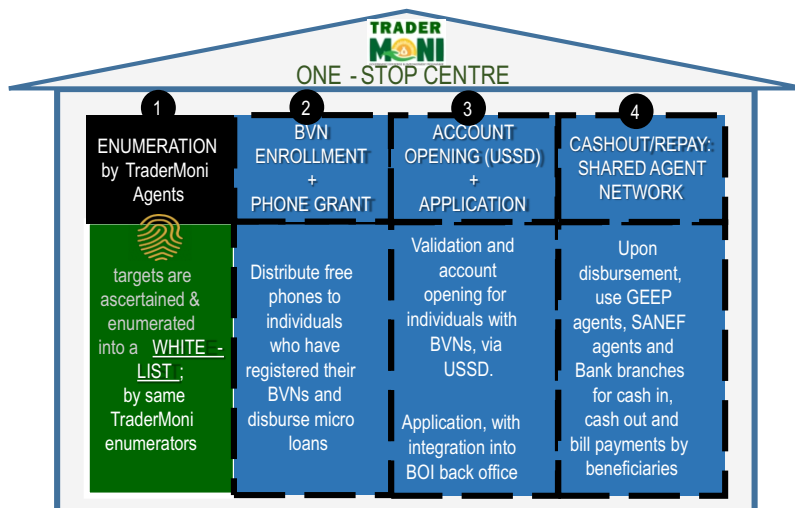 TRADER
MONI
ONE - STOP CENTRE
1
ENUMERATION
by TraderMoni
Agents
targets are
ascertained &
enumerated
into a WHITE -
LIST ;
by same
TraderMoni
enumerators
2
BVN
ENROLLMENT
+
PHONE GRANT
Distribute free
phones to
individuals
who have
registered their
BVNs and
disburse micro
loans
3
ACCOUNT
OPENING (USSD)
+
APPLICATION
Validation and
account
opening for
individuals with
BVNs, via
USSD.
Application, with
integration into
BOI back office
4
CASHOUT/REPAY:
SHARED AGENT
NETWORK
Upon
disbursement,
use GEEP
agents, SANEF
agents and
Bank branches
for cash in,
cash out and
bill payments by
beneficiaries